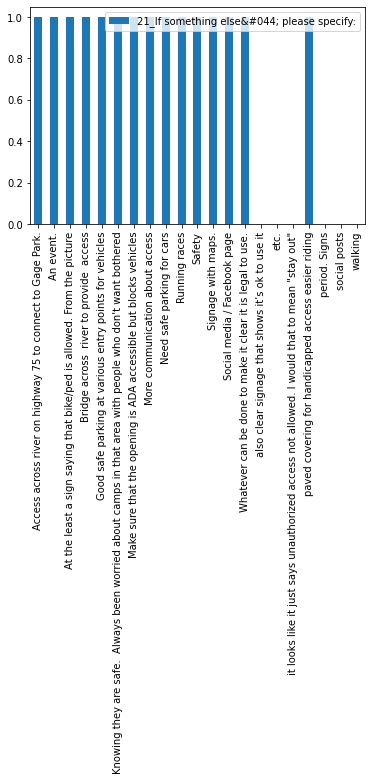 21_If something else&#044; please specify:
1.0
0.8
0.6
0.4
0.2
0.0
Access across river on highway 75 to connect to Gage Park.
An event.
At the least a sign saying that bike/ped is allowed. From the picture
Bridge across  river to provide  access
Good safe parking at various entry points for vehicles
Knowing they are safe.  Always been worried about camps in that area with people who don't want bothered
Make sure that the opening is ADA accessible but blocks vehicles
More communication about access
Need safe parking for cars
Running races
Safety
Signage with maps.
Social media / Facebook page
Whatever can be done to make it clear it is legal to use.
also clear signage that shows it's ok to use it
etc.
it looks like it just says unauthorized access not allowed. I would that to mean "stay out"
paved covering for handicapped access easier riding
period. Signs
social posts
walking